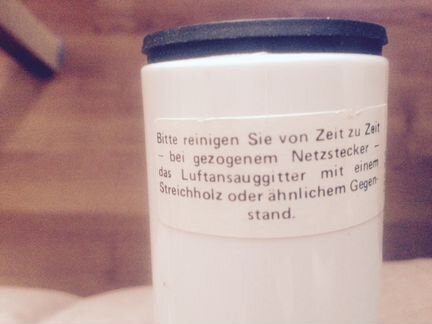 Bitte reinigen Sie von Zeit zu Zeit
– bei gezogenem Netzstecker –
das Luftansauggitter mit einem
Streichholz oder ähnlichem Gegen-
stand.